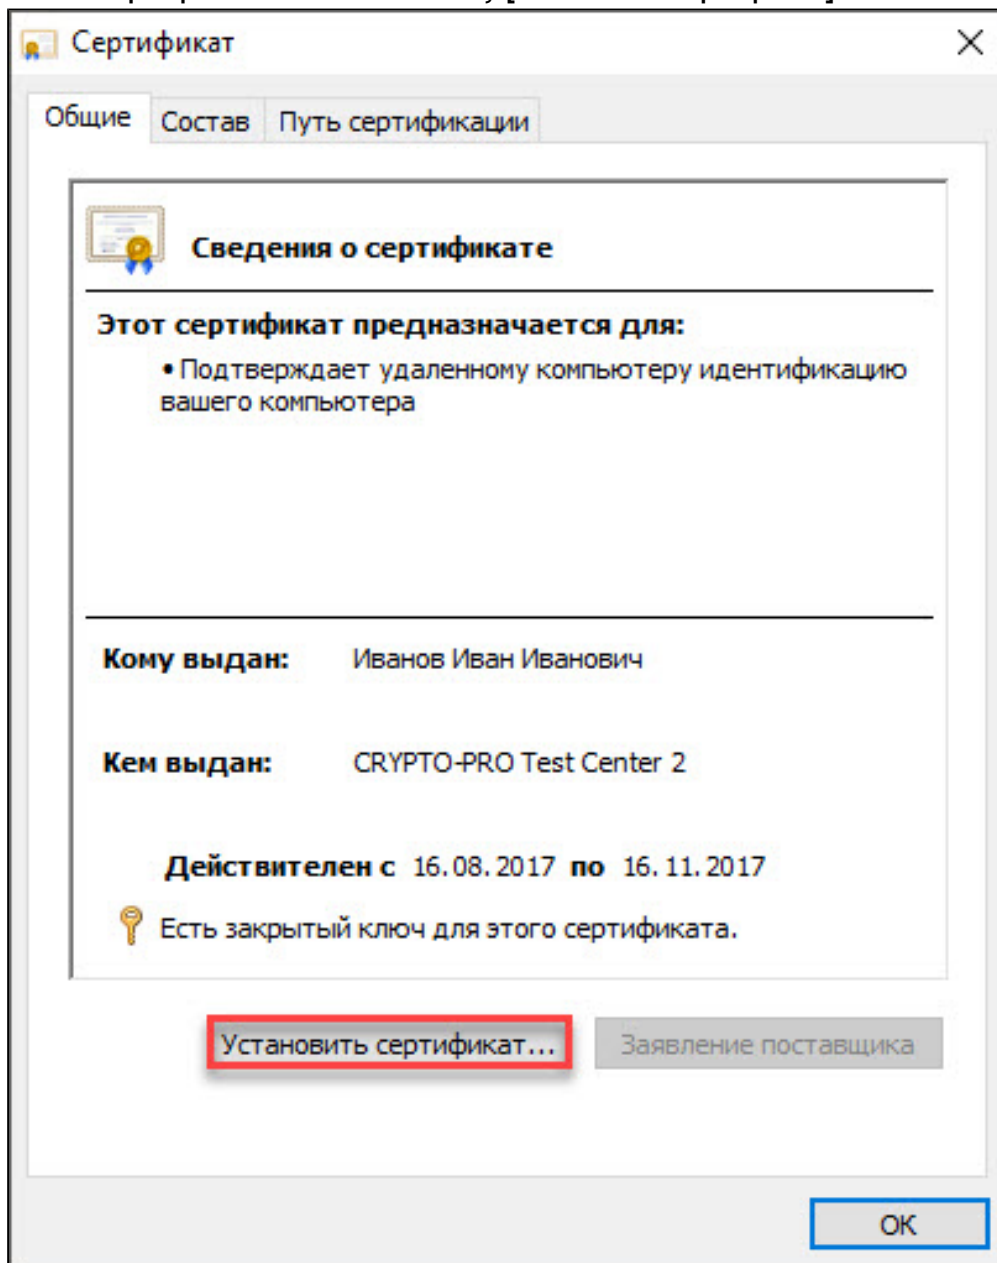 Сертификат
Общие Состав Путь сертификации
Сведения о сертификате
Этот сертификат предназначается для:
• Подтверждает удаленному компьютеру идентификацию
вашего компьютера
Кому выдан: Иванов Иван Иванович
Кем выдан: CRYPTO-PRO Test Center 2
Действителен с 16.08.2017 по 16.11.2017
Есть закрытый ключ для этого сертификата.
Установить сертификат... Заявление поставщика
ОК